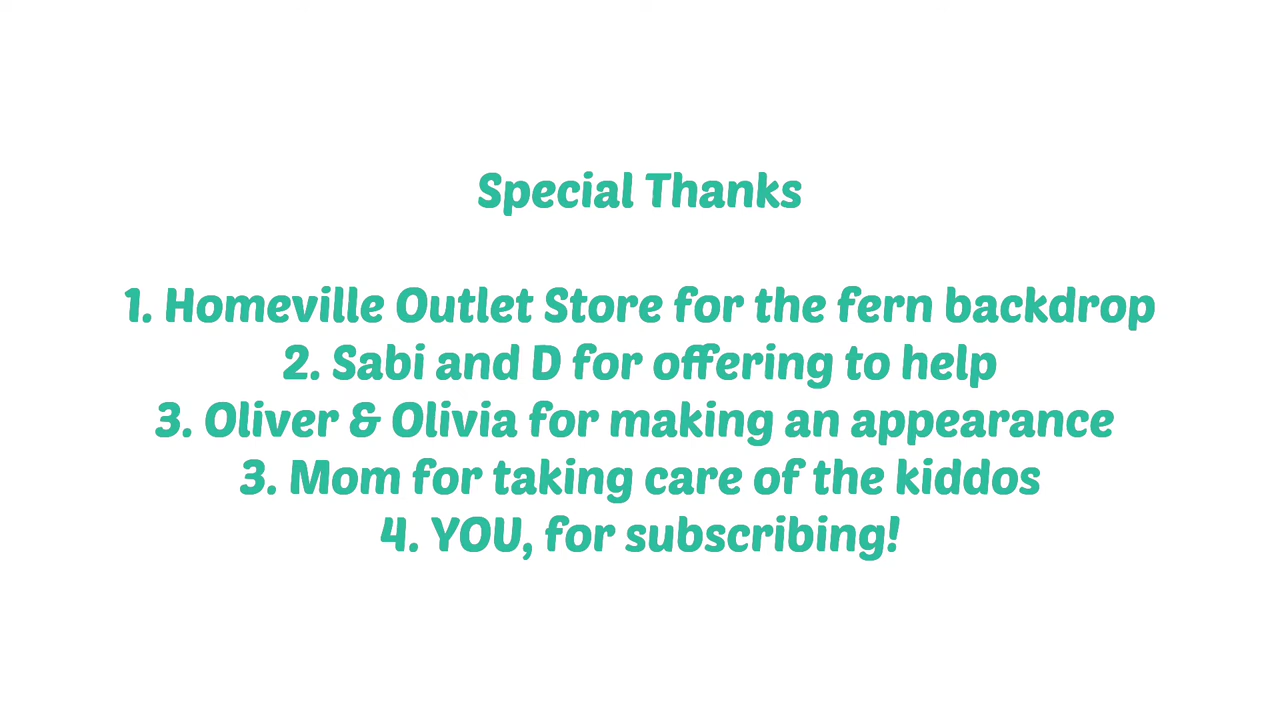 Special Thanks
1. Homeville Outlet Store for the fern backdrop
2. Sabi and D for offering to help
3. Oliver & Olivia for making an appearance
3. Mom for taking care of the kiddos
4. YOU, for subscribing!